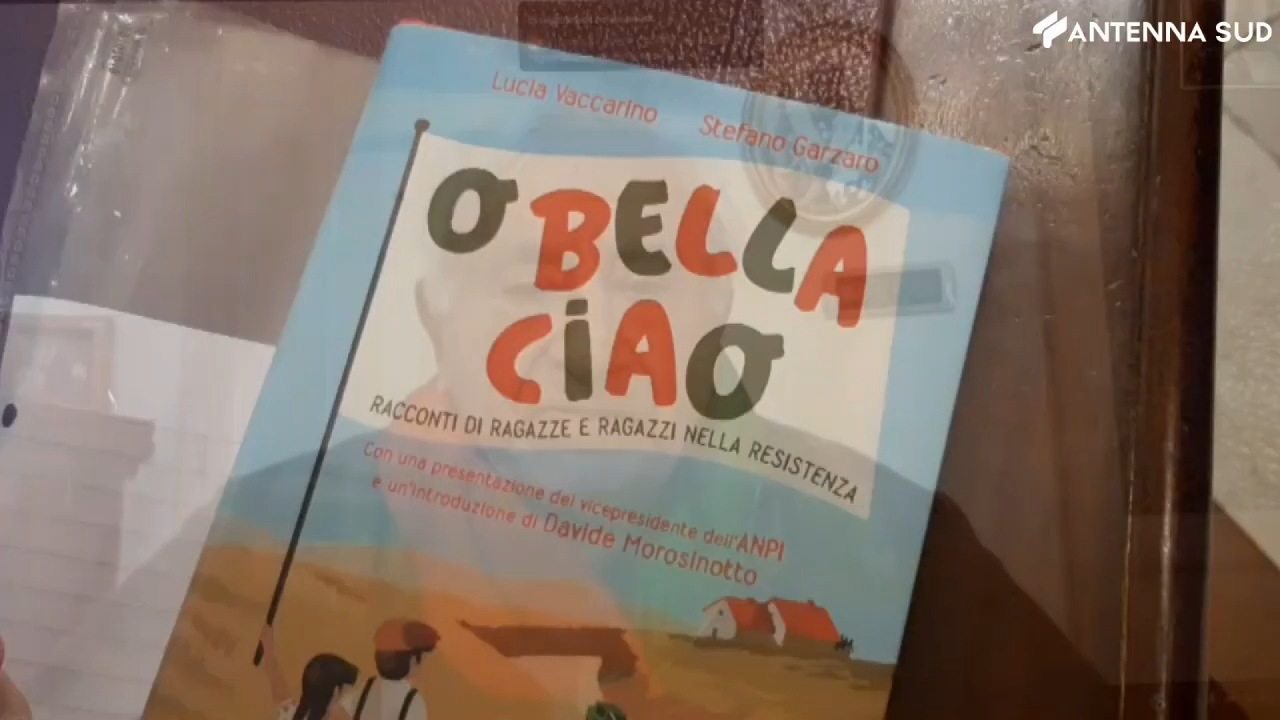 ANTENNA SUD
Lucia Vaccarino Stefano Garzaro
O BELLA
CIAO
RACCONTI DI RAGAZZE E RAGAZZI NELLA RESISTENZA
Con una presentazione del vicepresidente dell'ANPI
e un'introduzione di Davide Morosinotto